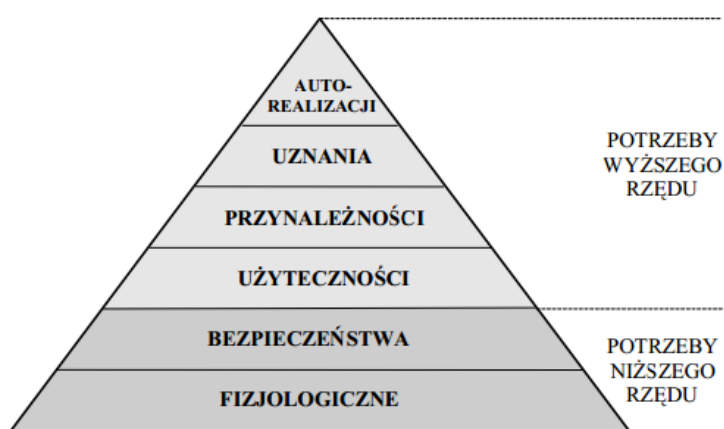 AUTO-
REALIZACJI
UZNANIA
PRZYNALEŻNOŚCI
UŻYTECZNOŚCI
BEZPIECZEŃSTWA
FIZJOLOGICZNE
POTRZEBY
WYŻSZEGO
RZĘDU
POTRZEBY
NIŻSZEGO
RZĘDU